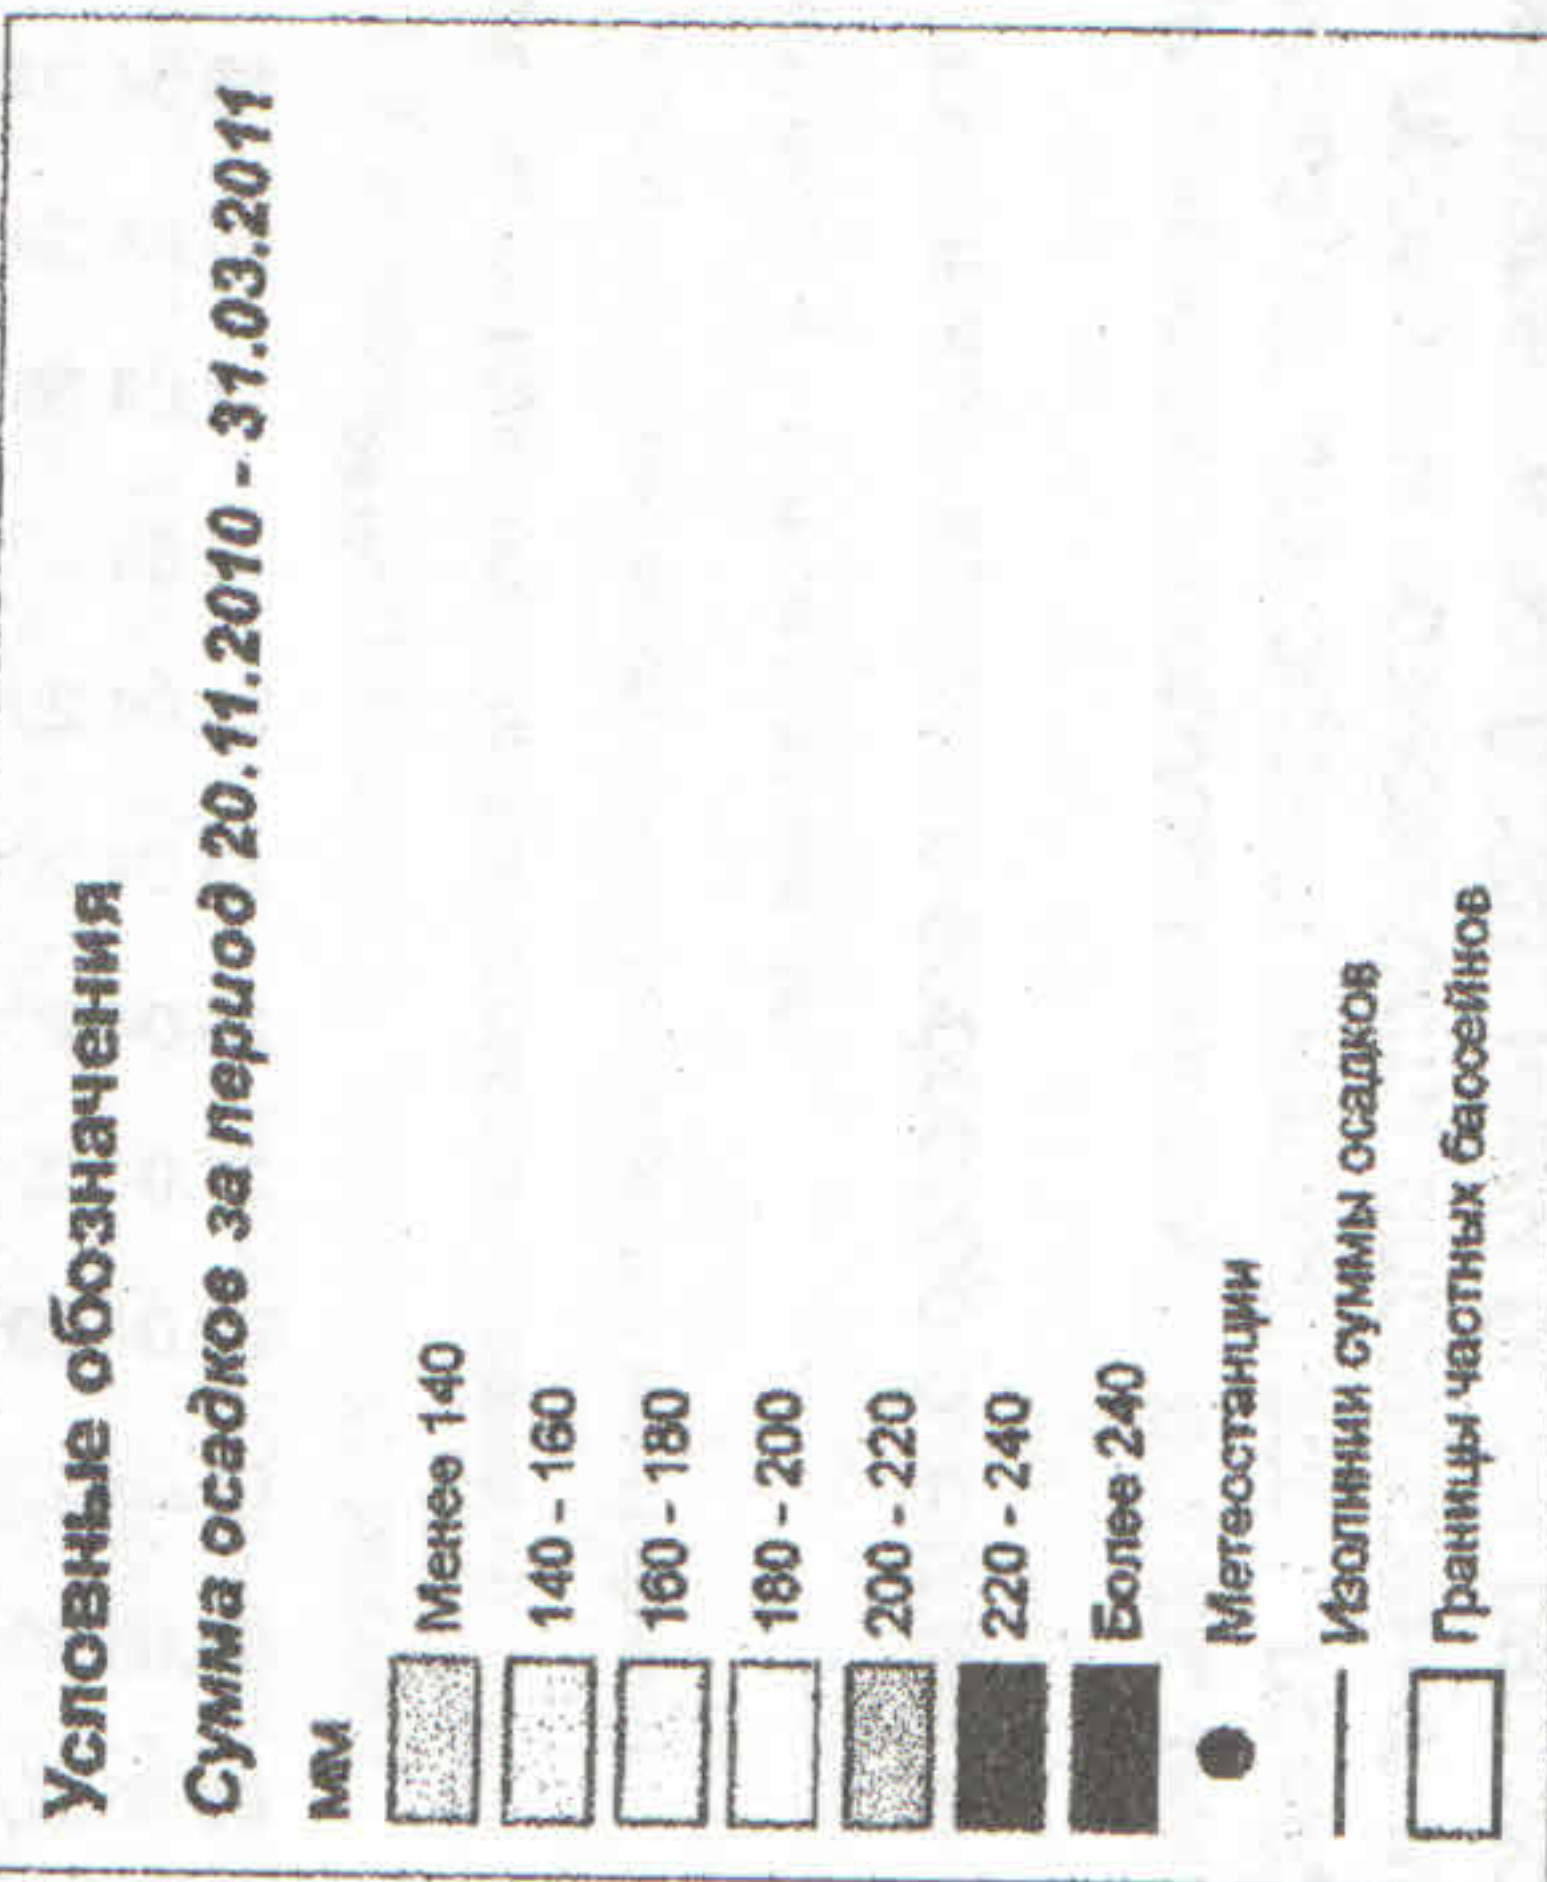 Условные обозначения
Сумма осадков за период 20.11.2010 - 31.03.2011
мм
Менее 140
140 - 160
160 - 180
180 - 200
200 - 220
220 - 240
Более 240
Метеостанции
Изолинии суммы осадков
Границы частных бассейнов